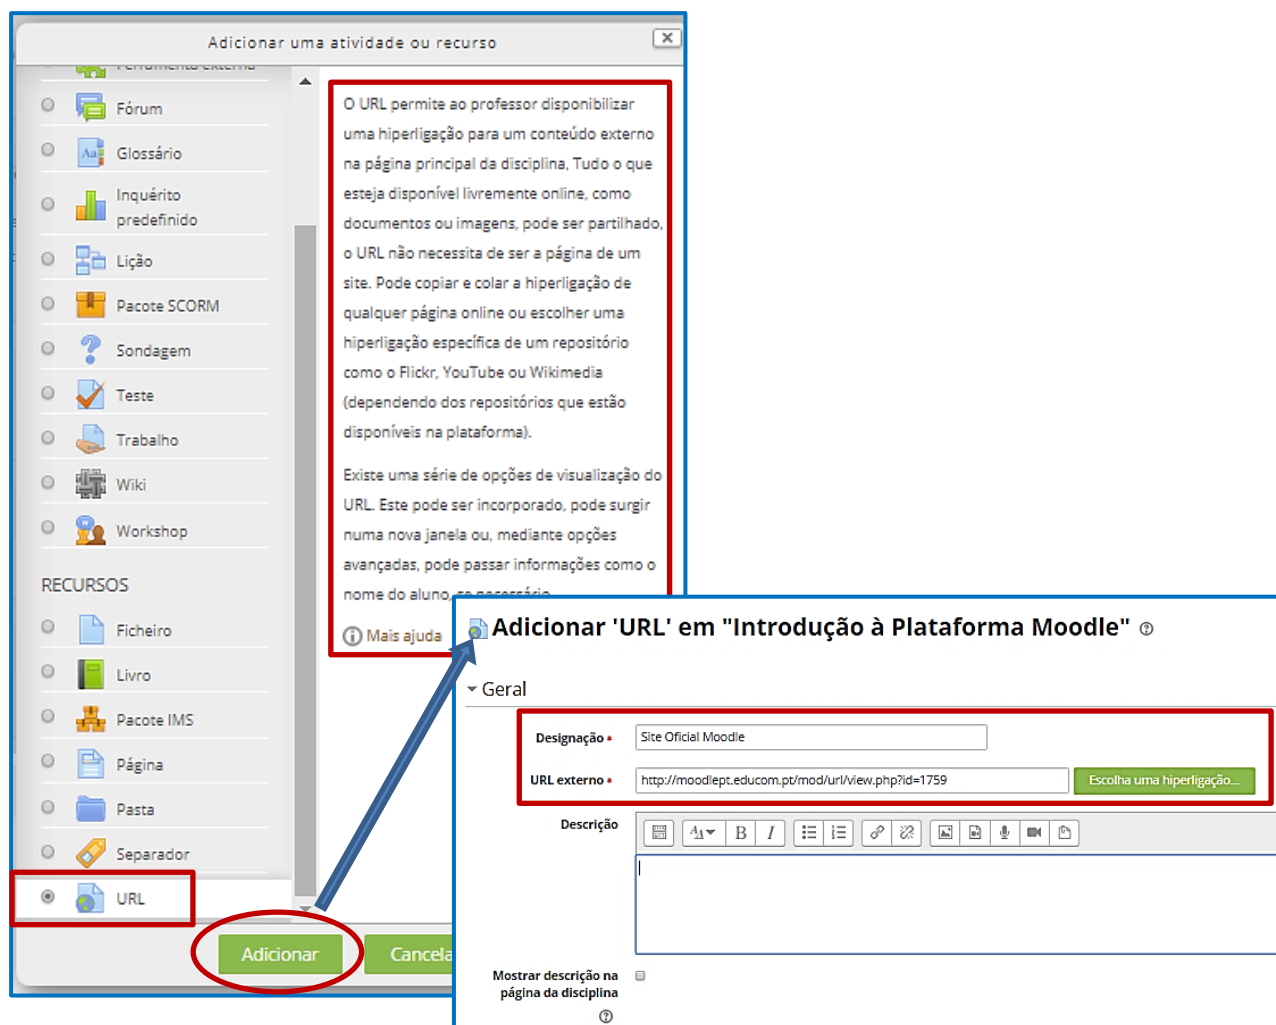 Adicionar uma atividade ou recurso
Ferramenta externa
Fórum
Glossário
Inquérito
predefinido
Lição
Pacote SCORM
Sondagem
Teste
Trabalho
Wiki
Workshop
RECURSOS
Ficheiro
Livro
Pacote IMS
Página
Pasta
Separador
URL
O URL permite ao professor disponibilizar
uma hiperligação para um conteúdo externo
na página principal da disciplina, Tudo o que
esteja disponível livremente online, como
documentos ou imagens, pode ser partilhado,
o URL não necessita de ser a página de um
site. Pode copiar e colar a hiperligação de
qualquer página online ou escolher uma
hiperligação específica de um repositório
como o Flickr, YouTube ou Wikimedia
(dependendo dos repositórios que estão
disponíveis na plataforma).
Existe uma série de opções de visualização do
URL. Este pode ser incorporado, pode surgir
numa nova janela ou, mediante opções
avançadas, pode passar informações como o
nome do aluno, se necessário
Mais ajuda
Adicionar
Cancela
Adicionar 'URL' em "Introdução à Plataforma Moodle"
Geral
Designação *
Site Oficial Moodle
URL externo *
http://moodlept.educom.pt/mod/url/view.php?id=1759
Escolha uma hiperligação...
Descrição
Mostrar descrição na
página da disciplina